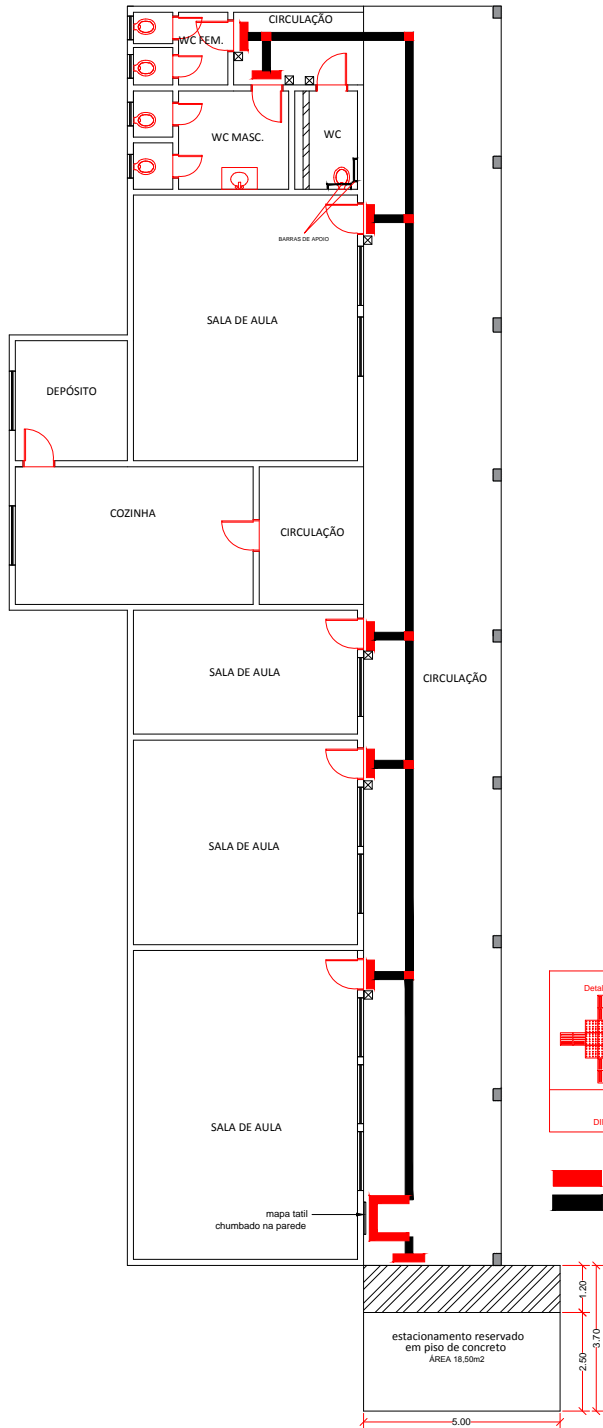 CIRCULAÇÃO
WC FEM.
WC MASC.
WC
BARRAS DE APOIO
SALA DE AULA
DEPÓSITO
COZINHA
CIRCULAÇÃO
SALA DE AULA
CIRCULAÇÃO
SALA DE AULA
Detal
DI
SALA DE AULA
mapa tatil
chumbado na parede
1.20
estacionamento reservado
em piso de concreto
ÁREA 18,50m2
2.50
3.70
5.00